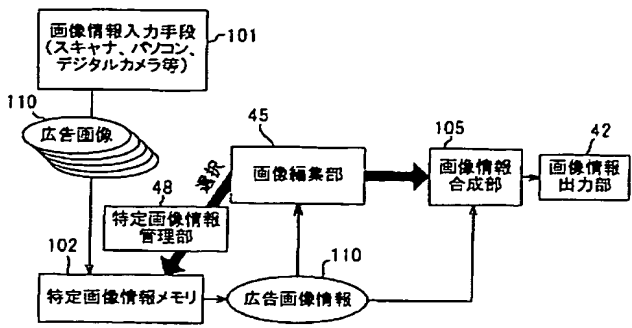 画像情報入力手段
(スキャナ、パソコン、
デジタルカメラ等)
101
110
広告画像
45
画像編集部
105
画像情報
合成部
42
画像情報
出力部
選択
48
特定画像情報
管理部
102
特定画像情報メモリ
110
広告画像情報